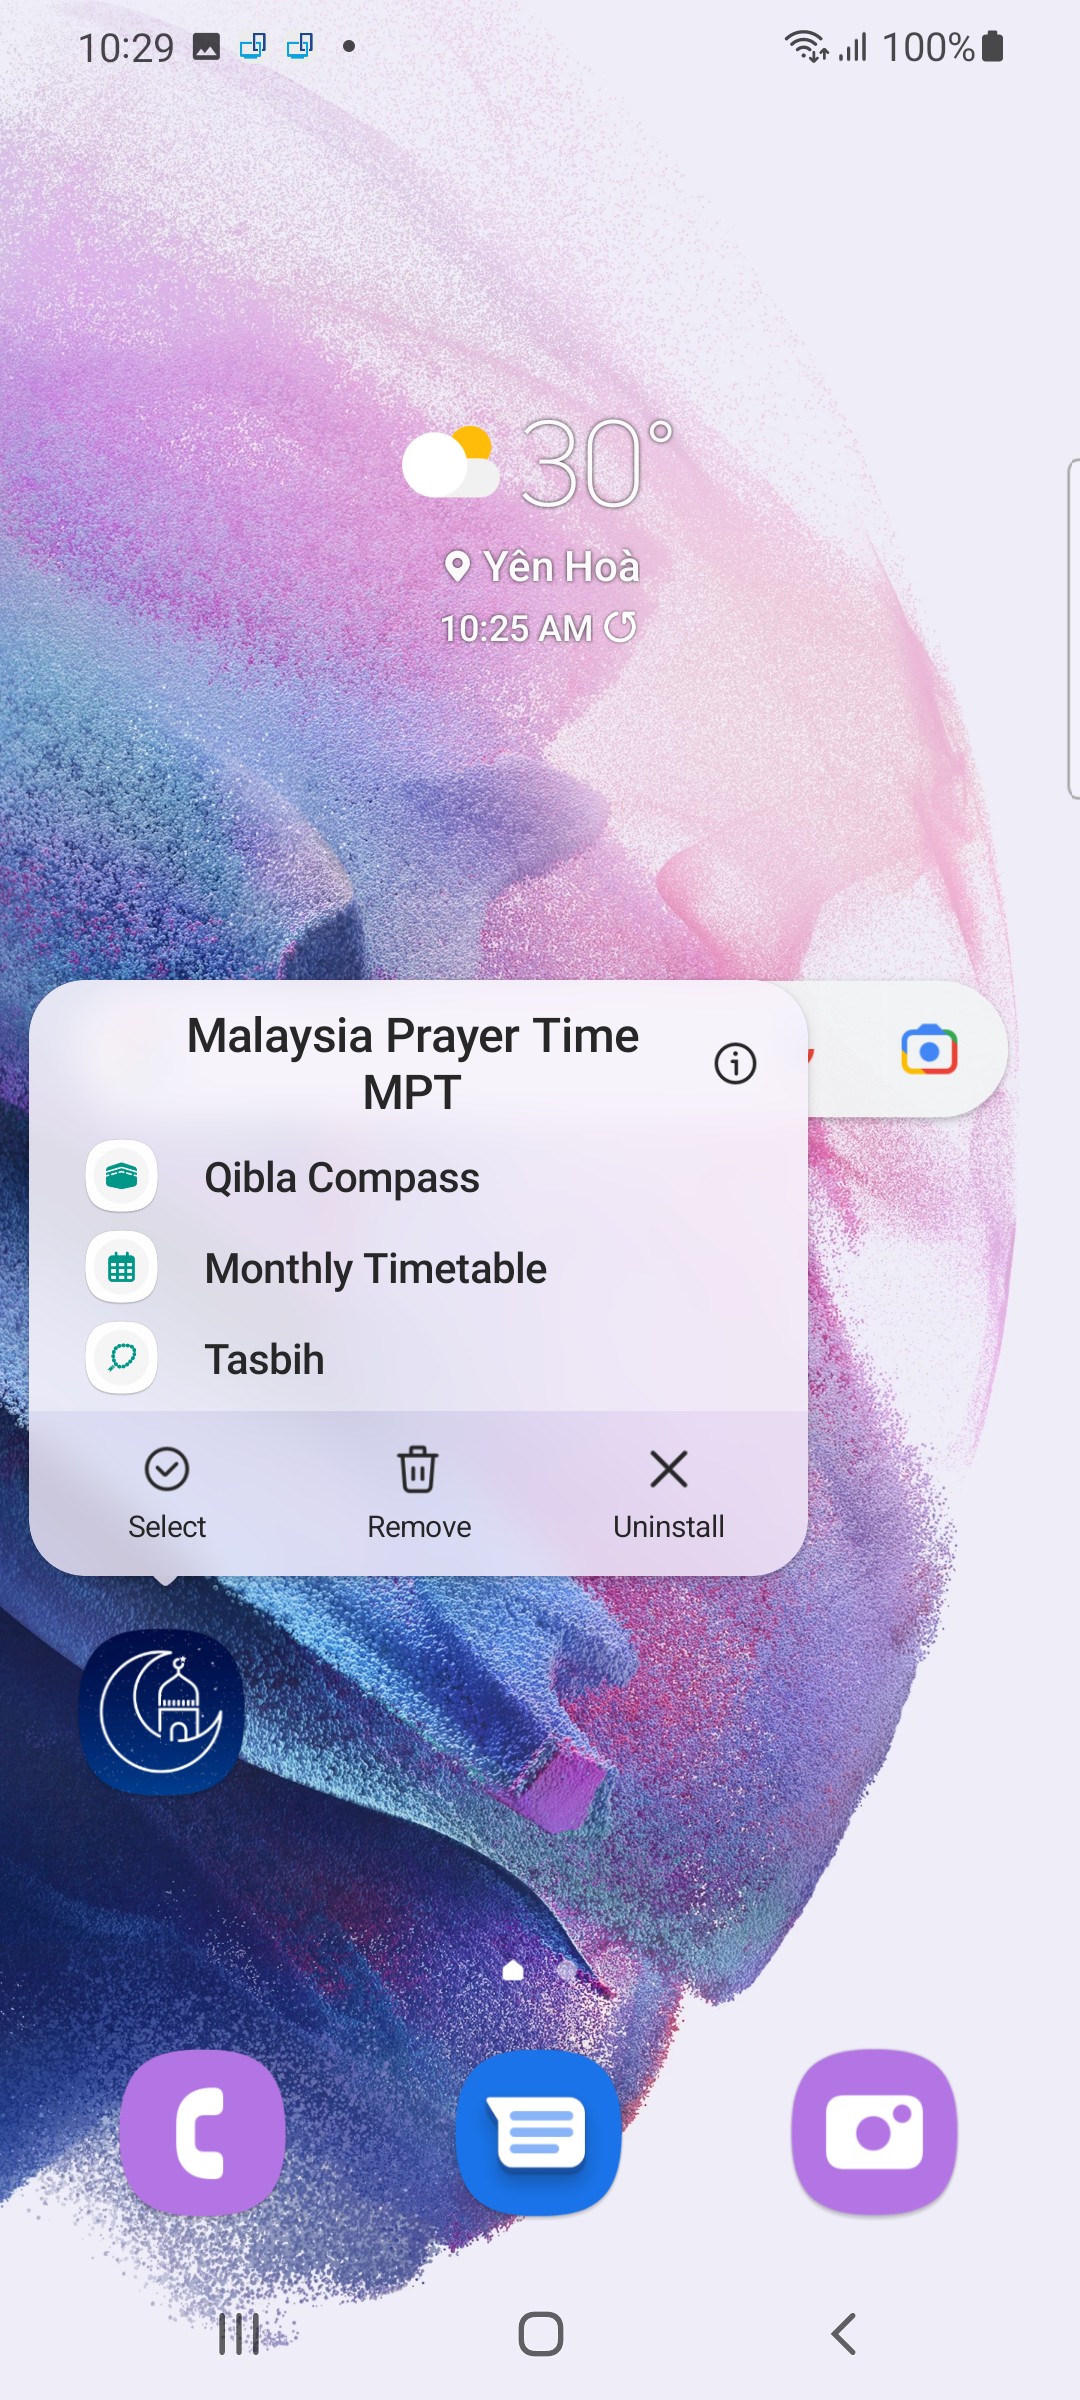 10:29
100%
30°
Yên Hoà
10:25 AM
Malaysia Prayer Time
MPT
Qibla Compass
Monthly Timetable
Tasbih
Select
Remove
Uninstall